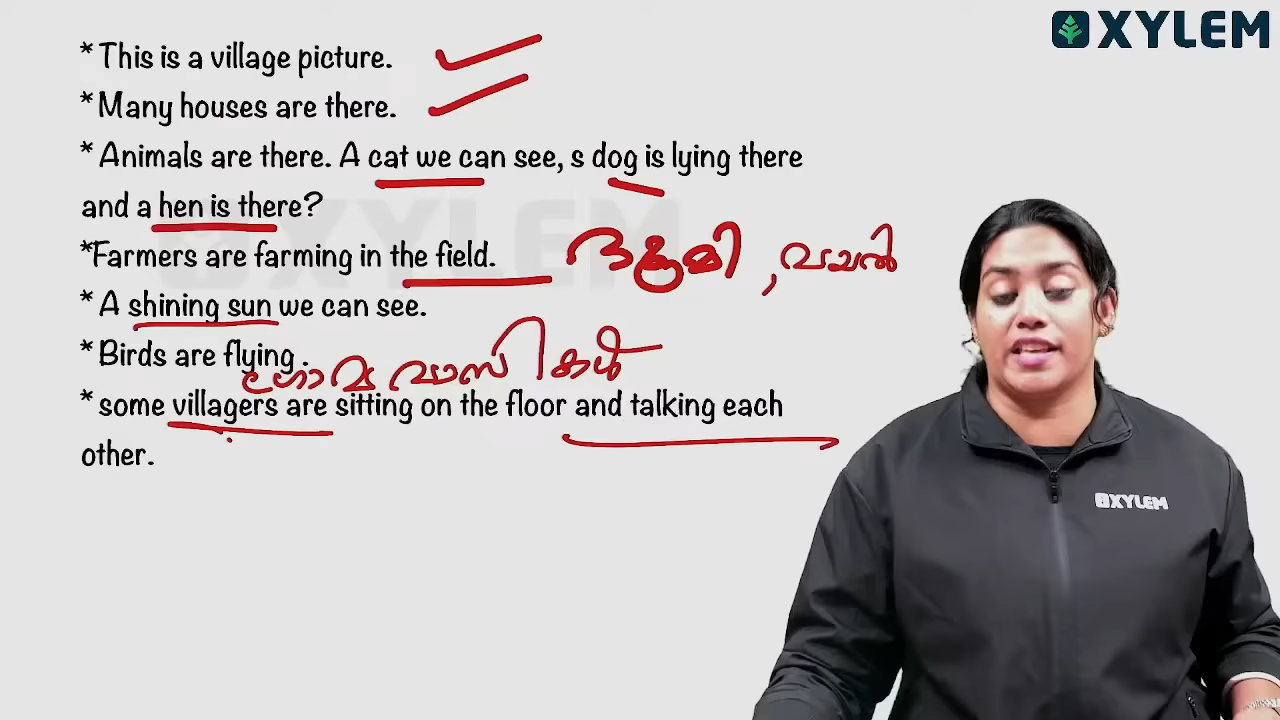 XYLEM
*This is a village picture.
*Many houses are there.
*Animals are there. A cat we can see, s dog is lying there
and a hen is there?
*Farmers are farming in the field.
, വയൽ
*A shining sun we can see.
*Birds are flying .
ഗ്രാമവാസികൾ
*some villagers are sitting on the floor and talking each
other.
XYLEM
XYLEM